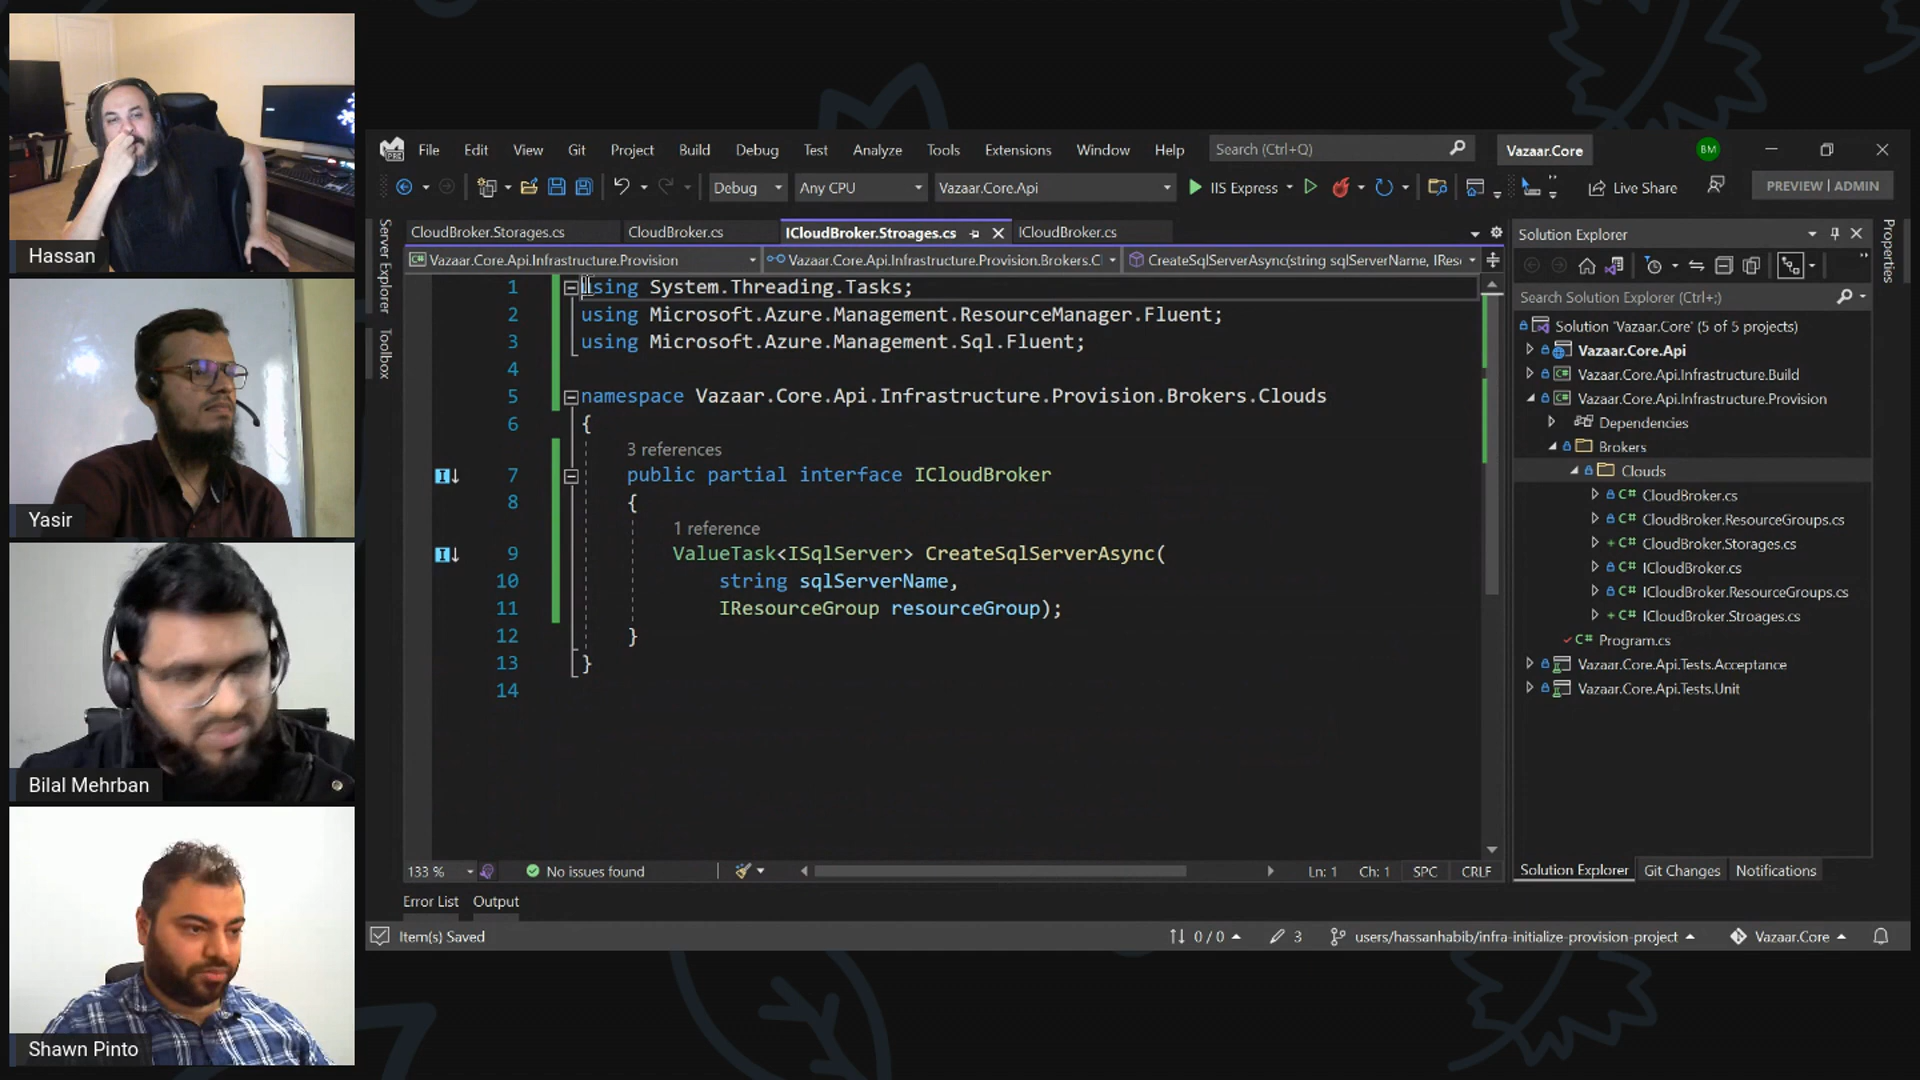 Hassan
Yasir
Bilal Mehrban
Shawn Pinto
File Edit View Git Project Build Debug Test Analyze Tools Extensions Window Help Search (Ctrl+Q) Vazaar.Core BM
Debug Any CPU Vazaar.Core.Api IIS Express Live Share PREVIEW | ADMIN
Server Explorer
Toolbox
CloudBroker.Storages.cs CloudBroker.cs ICloudBroker.Stroages.cs ICloudBroker.cs
Vazaar.Core.Api.Infrastructure.Provision Vazaar.Core.Api.Infrastructure.Provision.Brokers.Cl CreateSqlServerAsync(string sqlServerName, IResc
1 using System.Threading.Tasks;
2 using Microsoft.Azure.Management.ResourceManager.Fluent;
3 using Microsoft.Azure.Management.Sql.Fluent;
4
5 namespace Vazaar.Core.Api.Infrastructure.Provision.Brokers.Clouds
6 {
3 references
7 public partial interface ICloudBroker
8 {
1 reference
9 ValueTask<ISqlServer> CreateSqlServerAsync(
10 string sqlServerName,
11 IResourceGroup resourceGroup);
12 }
13 }
14
133 % No issues found Ln: 1 Ch: 1 SPC CRLF
Error List Output
Item(s) Saved 0 / 0 3 users/hassanhabib/infra-initialize-provision-project Vazaar.Core
Solution Explorer
Search Solution Explorer (Ctrl+;)
Solution 'Vazaar.Core' (5 of 5 projects)
Vazaar.Core.Api
Vazaar.Core.Api.Infrastructure.Build
Vazaar.Core.Api.Infrastructure.Provision
Dependencies
Brokers
Clouds
C# CloudBroker.cs
C# CloudBroker.ResourceGroups.cs
C# CloudBroker.Storages.cs
C# ICloudBroker.cs
C# ICloudBroker.ResourceGroups.cs
C# ICloudBroker.Stroages.cs
C# Program.cs
Vazaar.Core.Api.Tests.Acceptance
Vazaar.Core.Api.Tests.Unit
Solution Explorer Git Changes Notifications
Properties